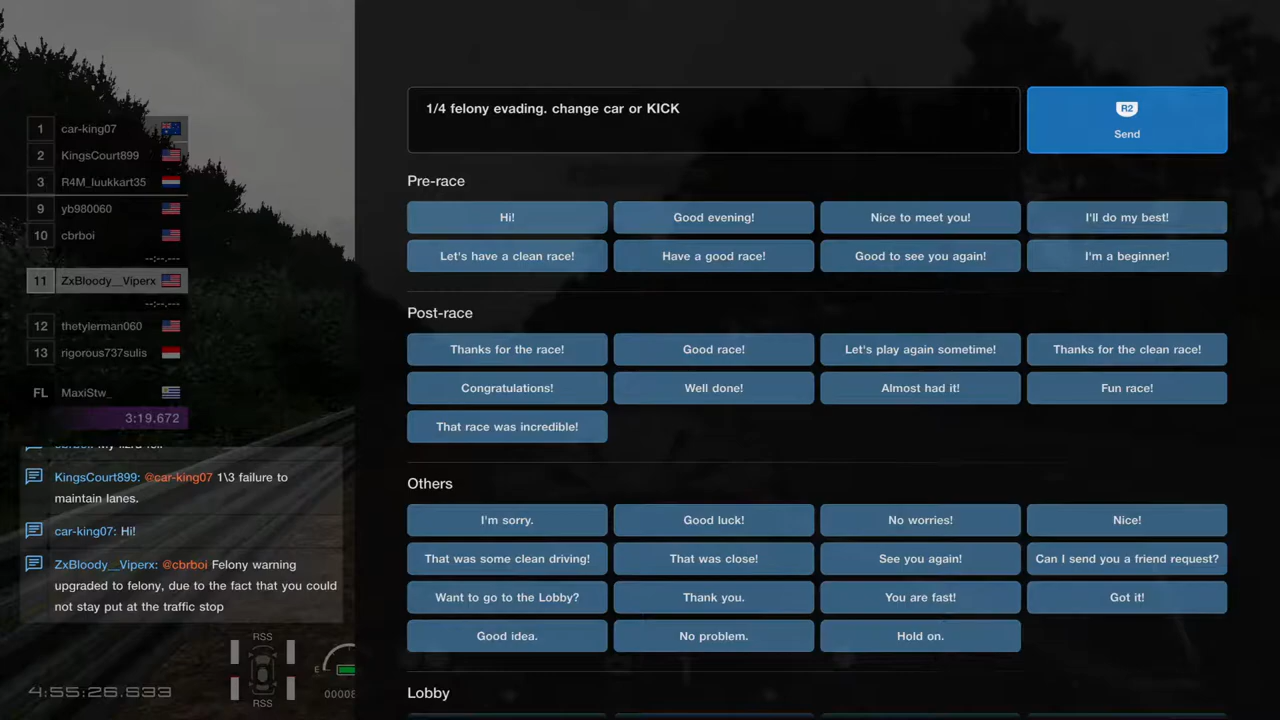 1/4 felony evading. change car or KICK
R2
Send
1 car-king07
2 KingsCourt899
3 R4M_luukkart35
9 yb980060
10 cbrboi
--:--.---
11 ZxBloody__Viperx
--:--.---
12 thetylerman060
13 rigorous737sulis
FL MaxiStw_
3:19.672
Pre-race
Hi! Good evening! Nice to meet you! I'll do my best!
Let's have a clean race! Have a good race! Good to see you again! I'm a beginner!
Post-race
Thanks for the race! Good race! Let's play again sometime! Thanks for the clean race!
Congratulations! Well done! Almost had it! Fun race!
That race was incredible!
Others
I'm sorry. Good luck! No worries! Nice!
That was some clean driving! That was close! See you again! Can I send you a friend request?
Want to go to the Lobby? Thank you. You are fast! Got it!
Good idea. No problem. Hold on.
Lobby
KingsCourt899: @car-king07 1\3 failure to
maintain lanes.
car-king07: Hi!
ZxBloody__Viperx: @cbrboi Felony warning
upgraded to felony, due to the fact that you could
not stay put at the traffic stop
RSS
E
RSS
00008
4:55:26.533